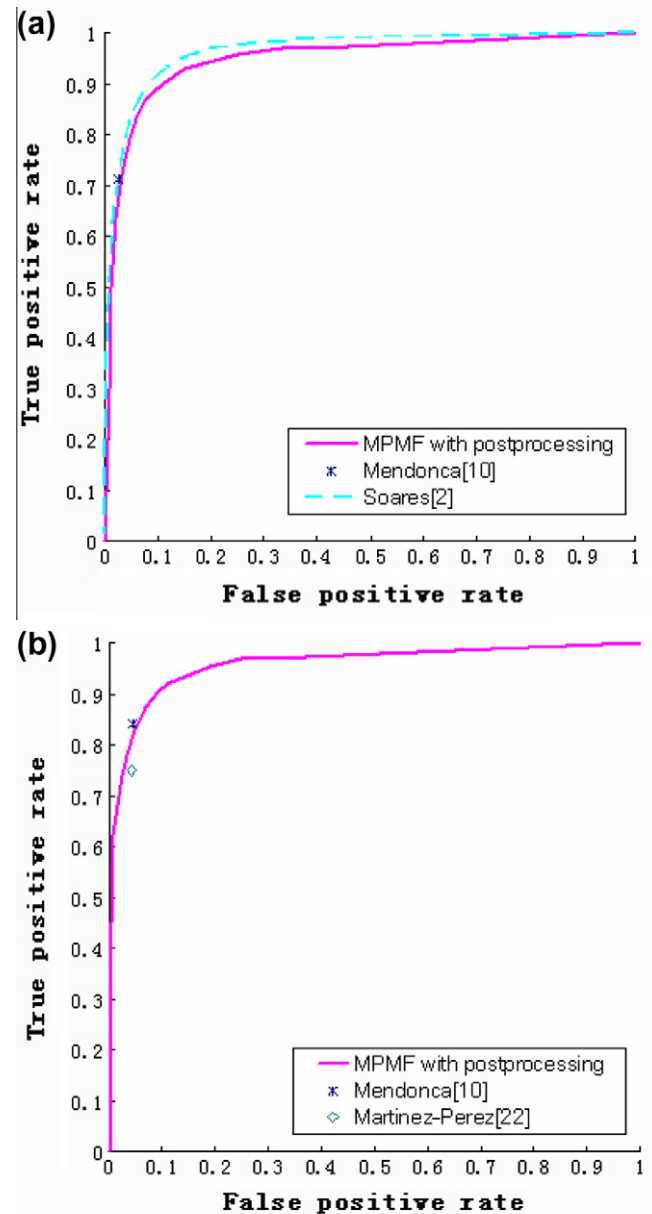 (a)
1
0.9
0.8
0.7
0.6
0.5
0.4
0.3
0.2
0.1
0
True positive rate
MPMF with postprocessing
Mendonca[10]
Soares[2]
0 0.1 0.2 0.3 0.4 0.5 0.6 0.7 0.8 0.9 1
False positive rate
(b)
1
0.9
0.8
0.7
0.6
0.5
0.4
0.3
0.2
0.1
0
True positive rate
MPMF with postprocessing
Mendonca[10]
Martinez-Perez[22]
0 0.1 0.2 0.3 0.4 0.5 0.6 0.7 0.8 0.9 1
False positive rate